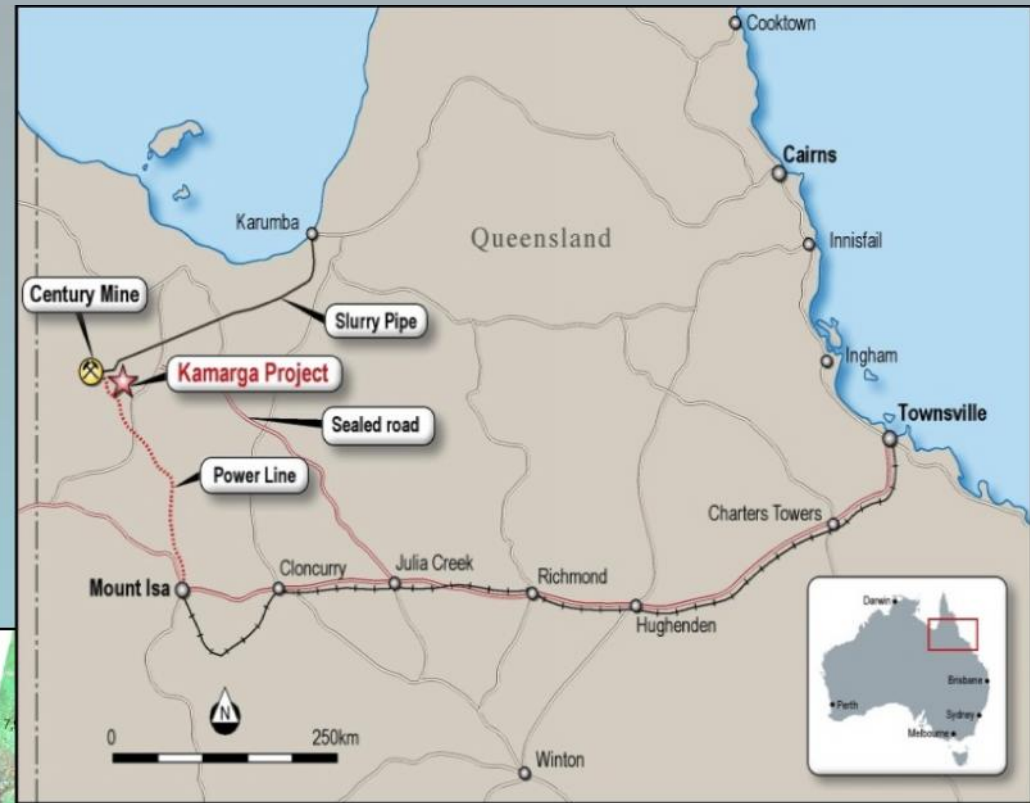 Cooktown
Cairns
Karumba
Queensland
Innisfail
Century Mine
Slurry Pipe
Ingham
Kamarga Project
Townsville
Sealed road
Power Line
Charters Towers
Mount Isa
Cloncurry
Julia Creek
Richmond
Hughenden
Darwin
Brisbane
Perth
Sydney
Melbourne
N
0 250km
Winton